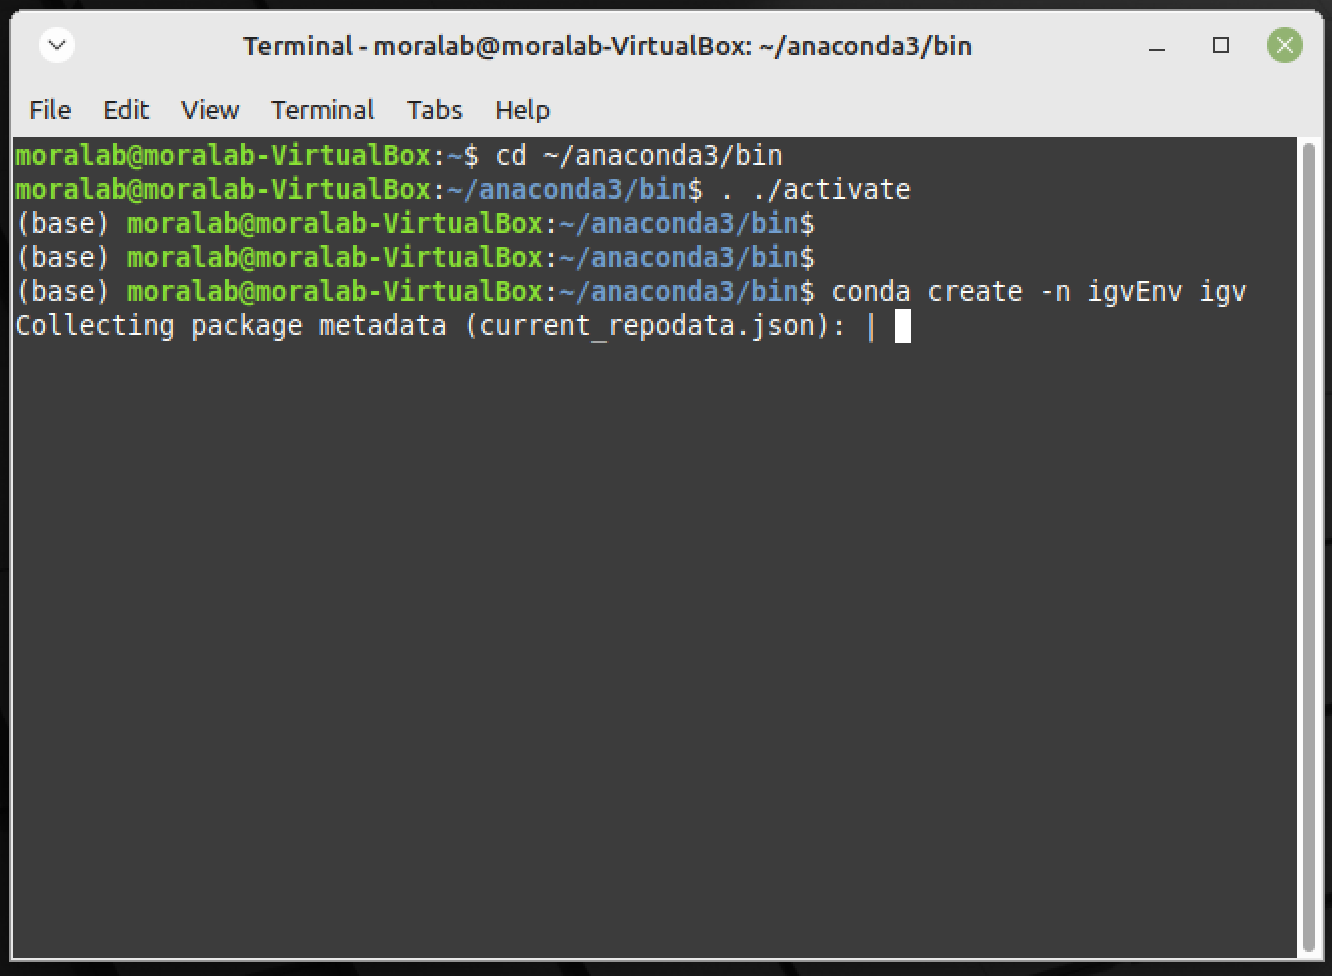 Terminal - moralab@moralab-VirtualBox: ~/anaconda3/bin
File Edit View Terminal Tabs Help
moralab@moralab-VirtualBox:~$ cd ~/anaconda3/bin
moralab@moralab-VirtualBox:~/anaconda3/bin$ . ./activate
(base) moralab@moralab-VirtualBox:~/anaconda3/bin$
(base) moralab@moralab-VirtualBox:~/anaconda3/bin$
(base) moralab@moralab-VirtualBox:~/anaconda3/bin$ conda create -n igvEnv igv
Collecting package metadata (current_repodata.json): |